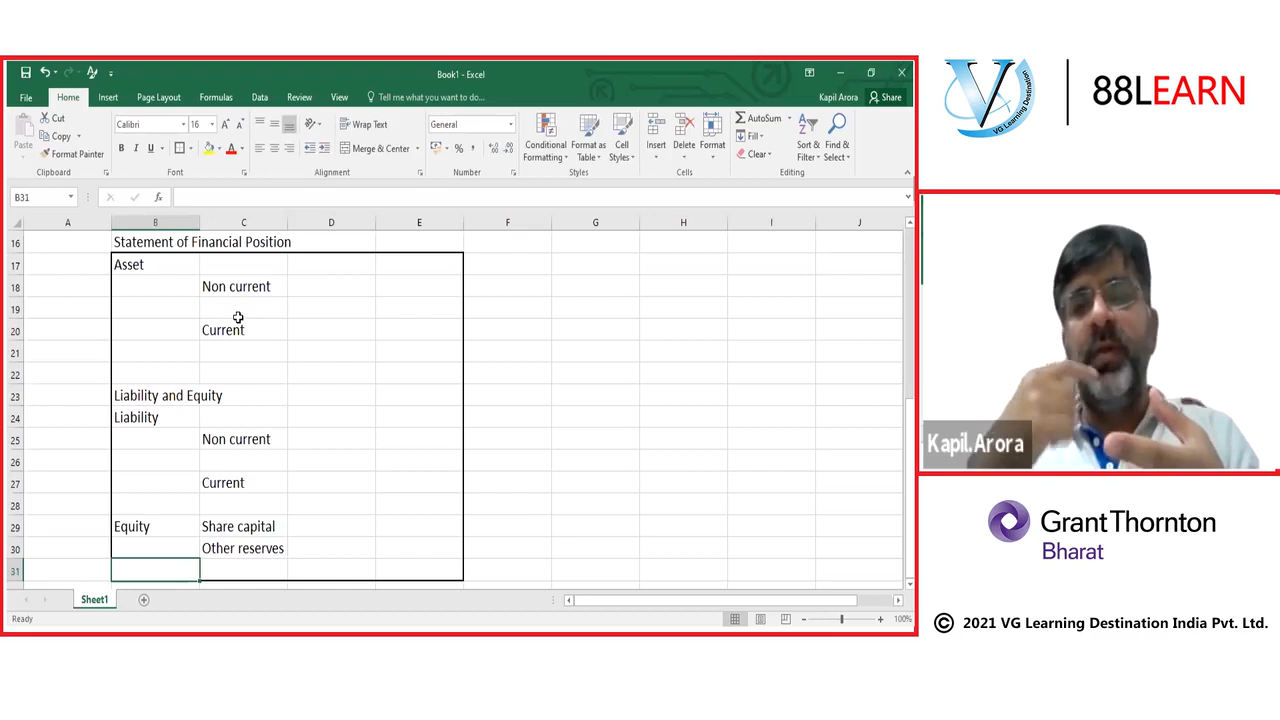 Book1 - Excel
File Home Insert Page Layout Formulas Data Review View Tell me what you want to do... Kapil Arora Share
Paste
Cut
Copy
Format Painter
Clipboard
Calibri 16
B I U
Font
Wrap Text
Merge & Center
Alignment
General
Number
Conditional Formatting
Format as Table
Cell Styles
Styles
Insert Delete Format
Cells
AutoSum
Fill
Clear
Sort & Filter
Find & Select
Editing
B31 fx
A B C D E F G H I J
16 Statement of Financial Position
17 Asset
18 Non current
19
20 Current
21
22
23 Liability and Equity
24 Liability
25 Non current
26
27 Current
28
29 Equity Share capital
30 Other reserves
31
Sheet1
Ready 100%
V
VG Learning Destination
88LEARN
Kapil.Arora
Grant Thornton
Bharat
© 2021 VG Learning Destination India Pvt. Ltd.